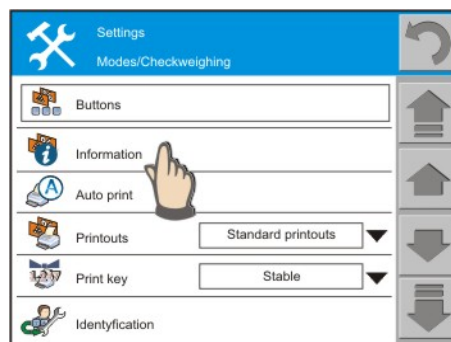 Settings
Modes/Checkweighing
Buttons
Information
Auto print
Printouts Standard printouts
Print key Stable
Identyfication